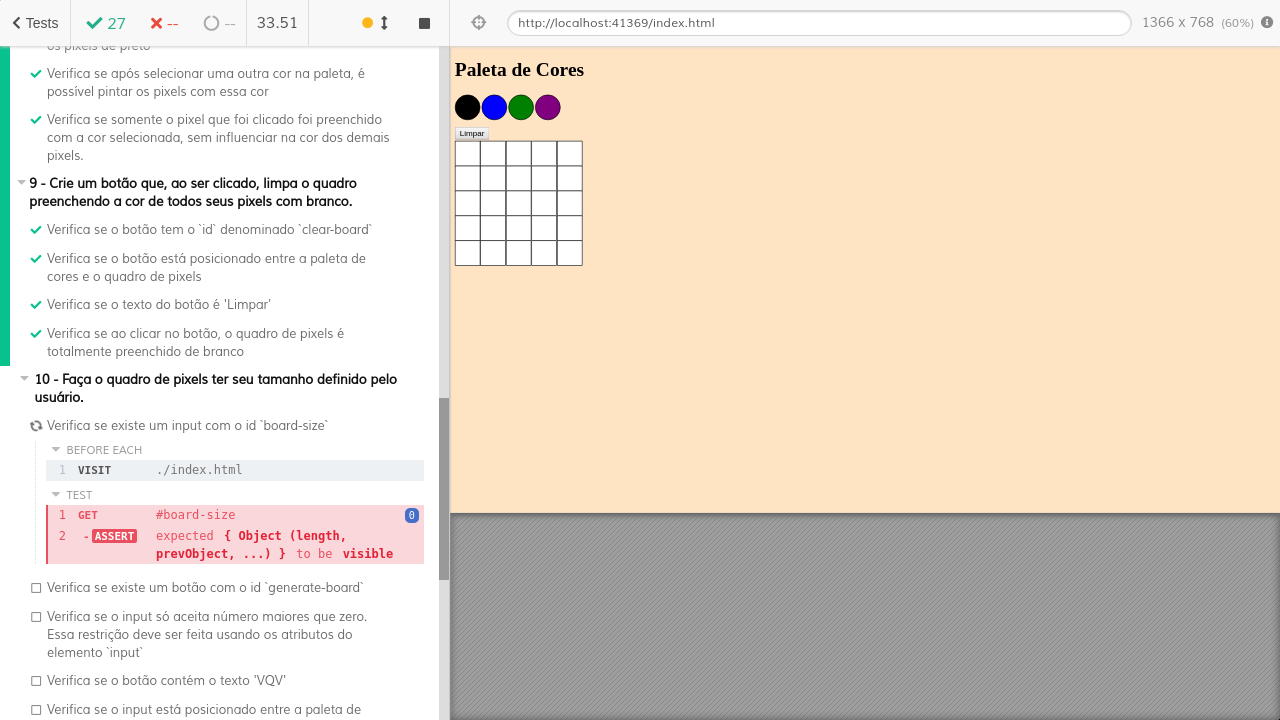 Tests
27
--
--
33.51
http://localhost:41369/index.html
1366 x 768 (60%)
os pixels de preto
Verifica se após selecionar uma outra cor na paleta, é
possível pintar os pixels com essa cor
Verifica se somente o pixel que foi clicado foi preenchido
com a cor selecionada, sem influenciar na cor dos demais
pixels.
9 - Crie um botão que, ao ser clicado, limpa o quadro
preenchendo a cor de todos seus pixels com branco.
Verifica se o botão tem o `id` denominado `clear-board`
Verifica se o botão está posicionado entre a paleta de
cores e o quadro de pixels
Verifica se o texto do botão é 'Limpar'
Verifica se ao clicar no botão, o quadro de pixels é
totalmente preenchido de branco
10 - Faça o quadro de pixels ter seu tamanho definido pelo
usuário.
Verifica se existe um input com o id `board-size`
BEFORE EACH
1 VISIT ./index.html
TEST
1 GET #board-size 0
2 -ASSERT expected { Object (length,
prevObject, ...) } to be visible
Verifica se existe um botão com o id `generate-board`
Verifica se o input só aceita número maiores que zero.
Essa restrição deve ser feita usando os atributos do
elemento `input`
Verifica se o botão contém o texto 'VQV'
Verifica se o input está posicionado entre a paleta de
Paleta de Cores
Limpar